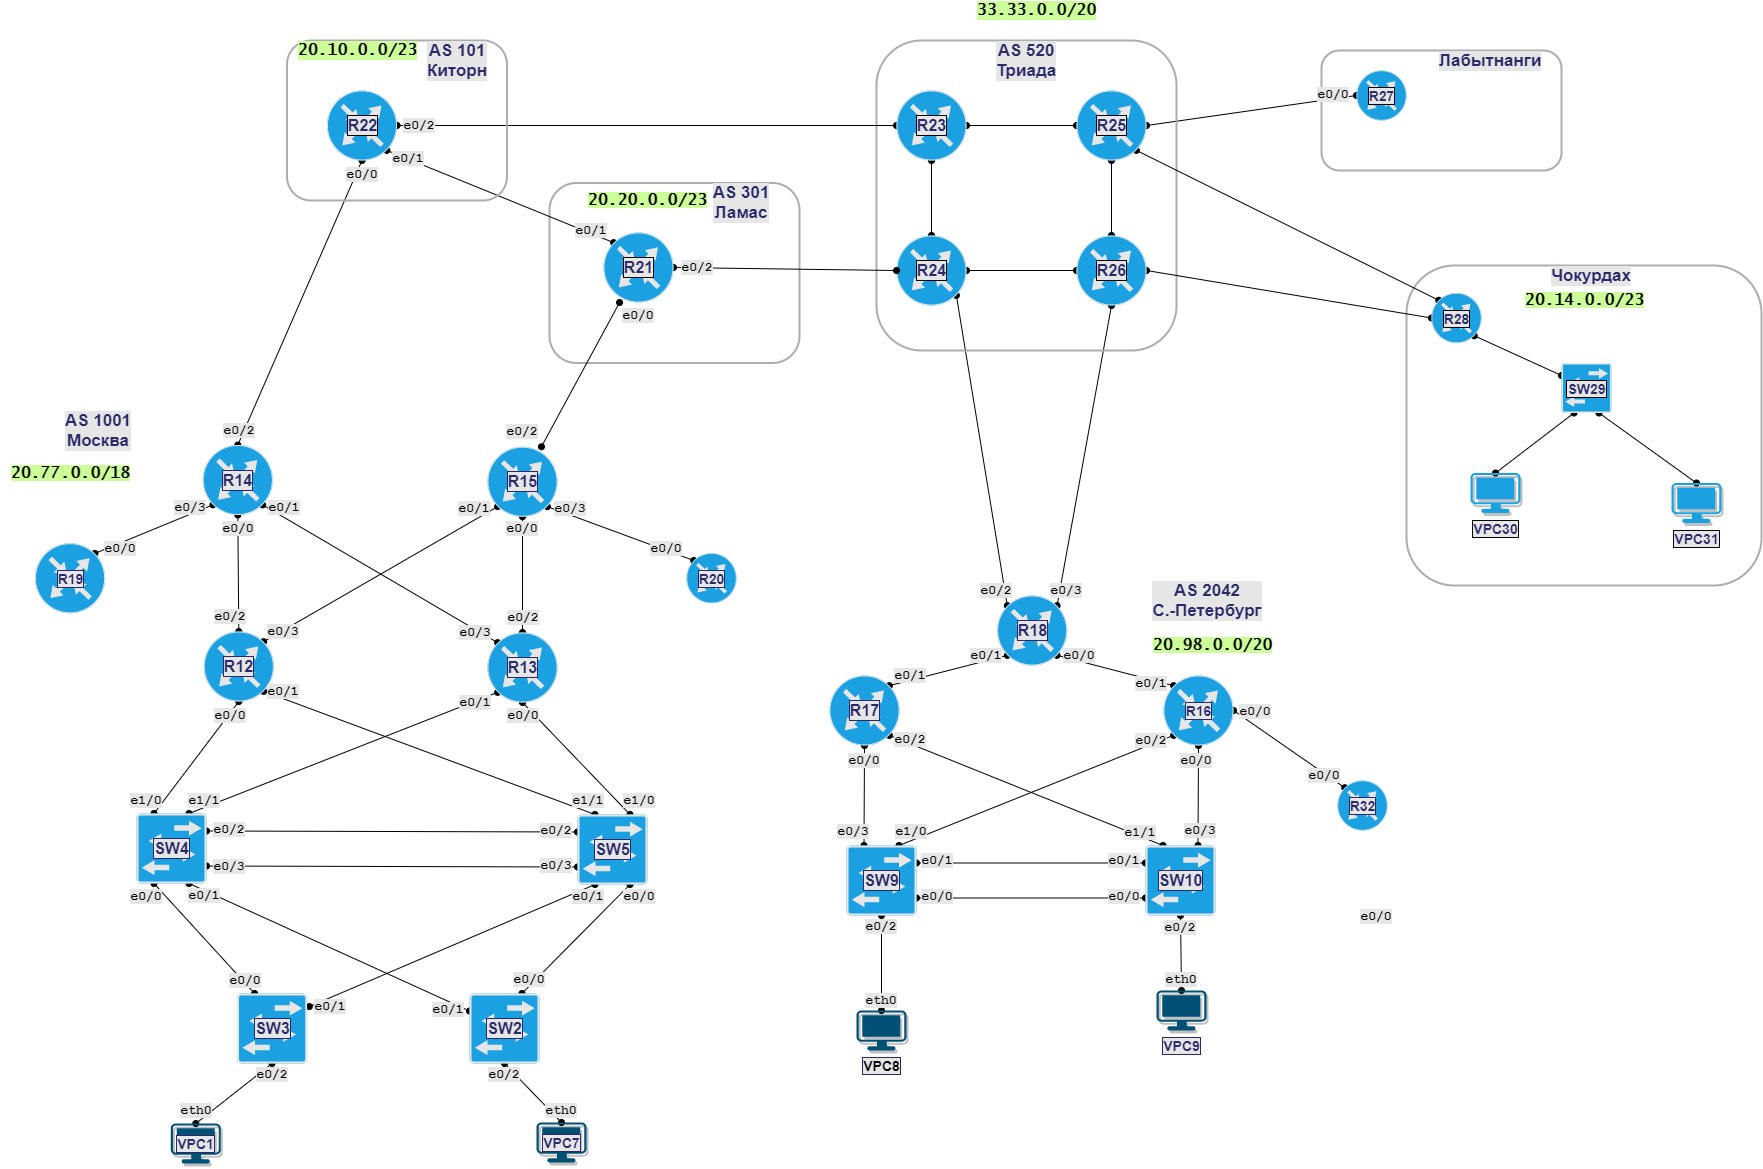 33.33.0.0/20
20.10.0.0/23
AS 101
Киторн
R22
e0/2
e0/1
e0/0
AS 520
Триада
R23
R25
R24
R26
Лабытнанги
e0/0
R27
20.20.0.0/23
AS 301
Ламас
e0/1
R21
e0/2
e0/0
Чокурдах
20.14.0.0/23
R28
SW29
VPC30
VPC31
AS 1001
Москва
20.77.0.0/18
e0/2
R14
e0/3
e0/1
e0/0
e0/0
R19
e0/2
R15
e0/1
e0/3
e0/0
e0/0
R20
e0/2
e0/3
R12
e0/1
e0/0
e0/2
e0/3
R13
e0/1
e0/0
e1/0
e1/1
SW4
e0/2
e0/3
e0/0
e0/1
e1/1
e1/0
e0/2
SW5
e0/3
e0/1
e0/0
e0/0
e0/1
SW3
e0/2
e0/0
e0/1
SW2
e0/2
eth0
VPC1
eth0
VPC7
AS 2042
С.-Петербург
20.98.0.0/20
e0/2
e0/3
R18
e0/1
e0/0
e0/1
R17
e0/2
e0/0
e0/1
R16
e0/0
e0/2
e0/0
e0/0
R32
e0/3
e1/0
SW9
e0/1
e0/0
e0/2
e1/1
e0/3
e0/1
SW10
e0/0
e0/2
e0/0
eth0
VPC8
eth0
VPC9